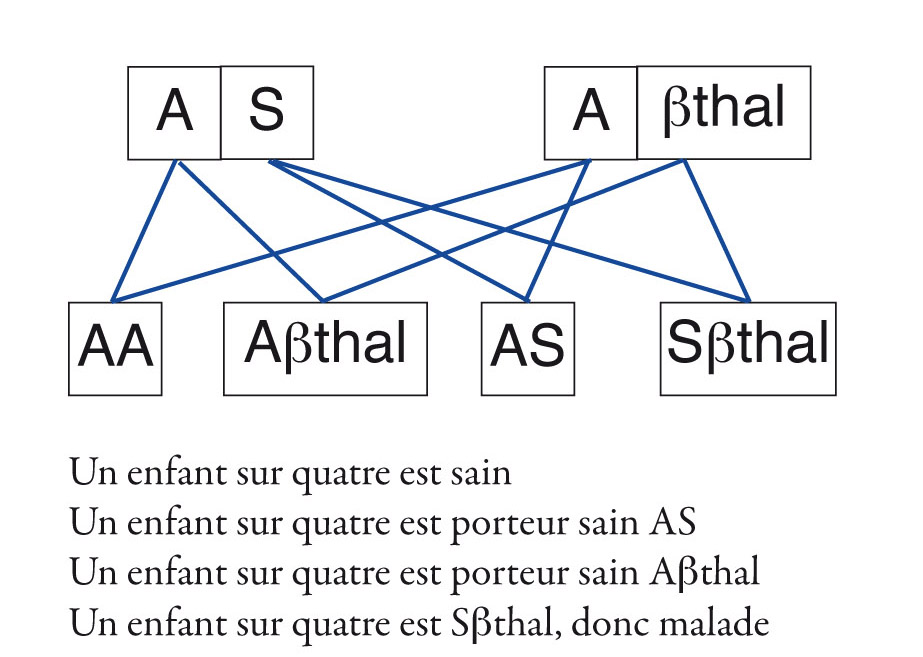 A S A βthal
AA Aβthal AS Sβthal
Un enfant sur quatre est sain
Un enfant sur quatre est porteur sain AS
Un enfant sur quatre est porteur sain Aβthal
Un enfant sur quatre est Sβthal, donc malade